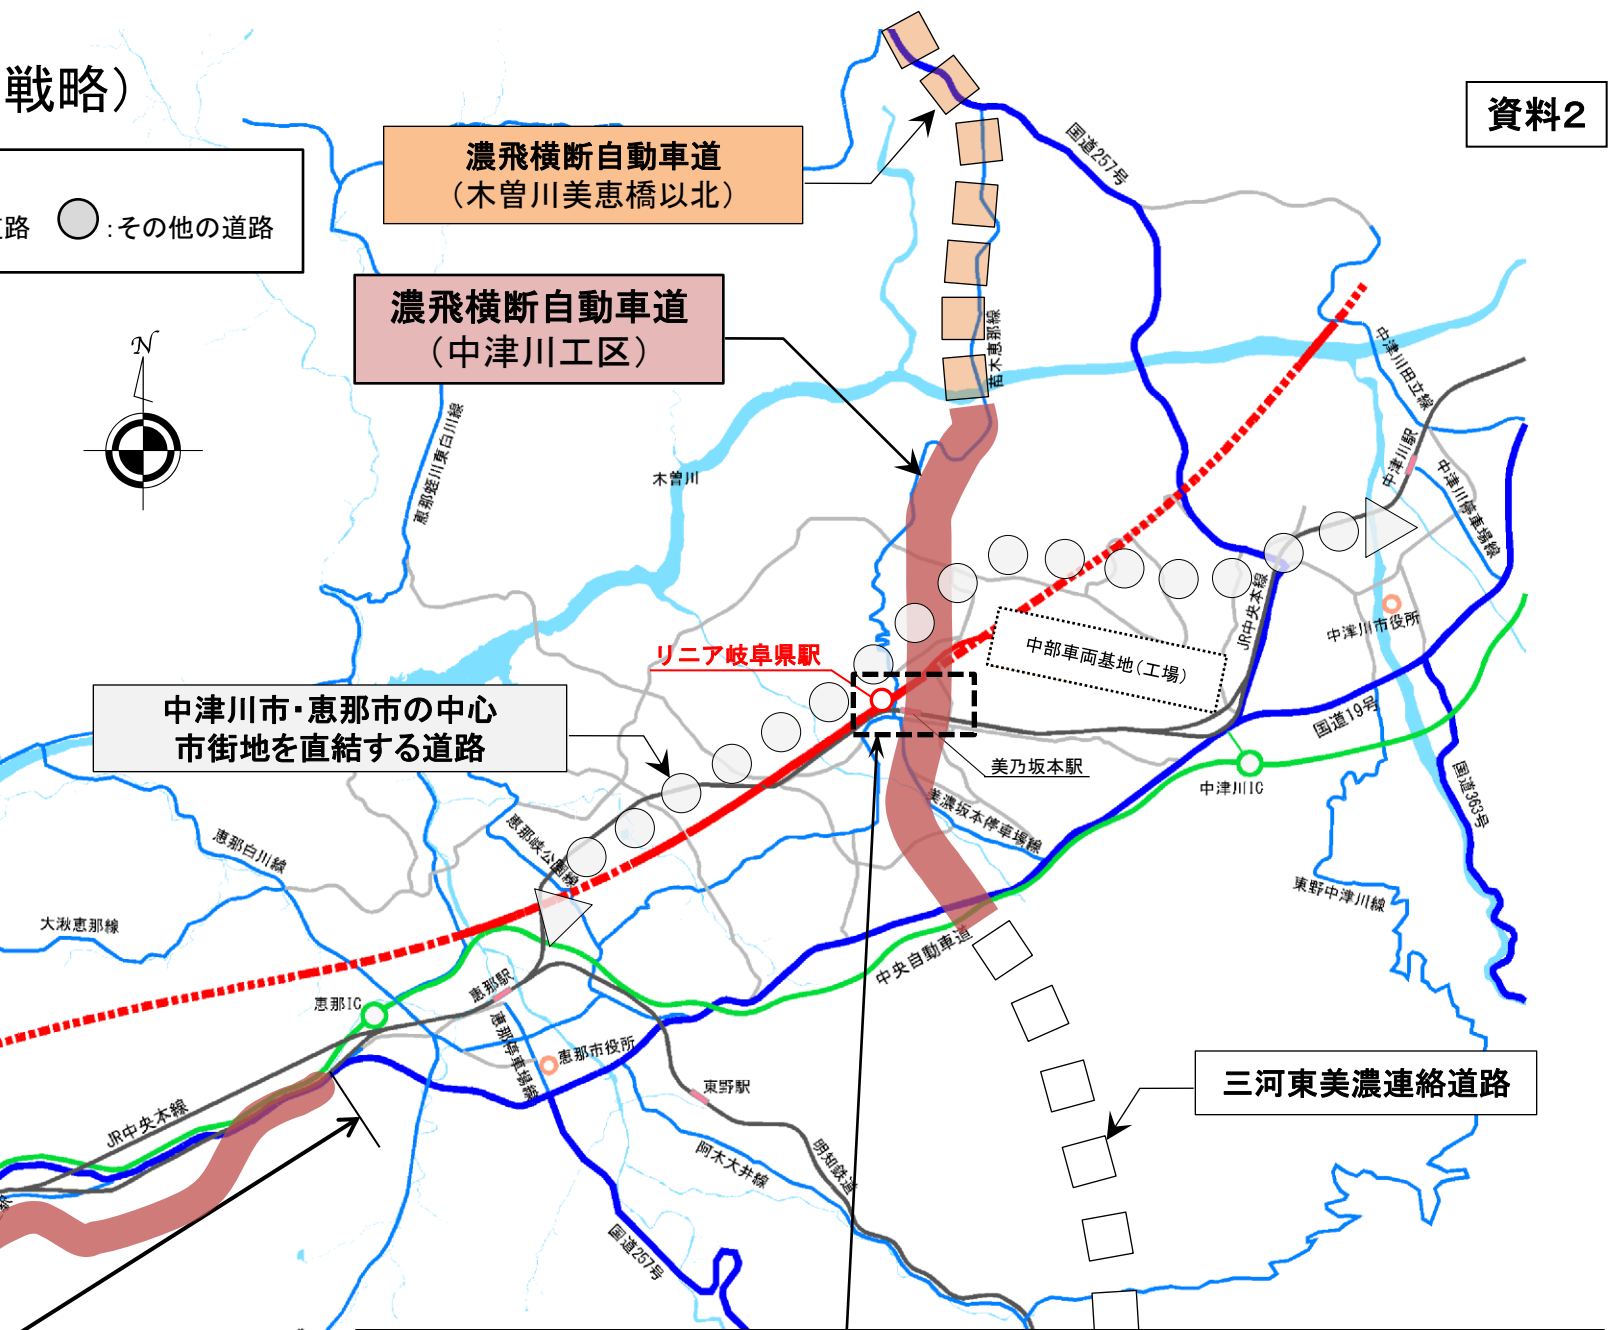 戦略）
資料２
路
：その他の道路
濃飛横断自動車道
（木曽川美恵橋以北）
国道257号
濃飛横断自動車道
（中津川工区）
N
苗木恵那線
中津川田立線
恵那蛭川東白川線
木曽川
中津川駅
中津川停車場線
JR中央本線
中津川市役所
リニア岐阜県駅
中部車両基地（工場）
中津川市・恵那市の中心
市街地を直結する道路
国道19号
美乃坂本駅
中津川IC
国道363号
美濃坂本停車場線
恵那峡公園線
恵那白川線
東野中津川線
大湫恵那線
中央自動車道
恵那駅
恵那IC
恵那停車場線
恵那市役所
東野駅
三河東美濃連絡道路
JR中央本線
阿木大井線
明知鉄道
駅
国道257号